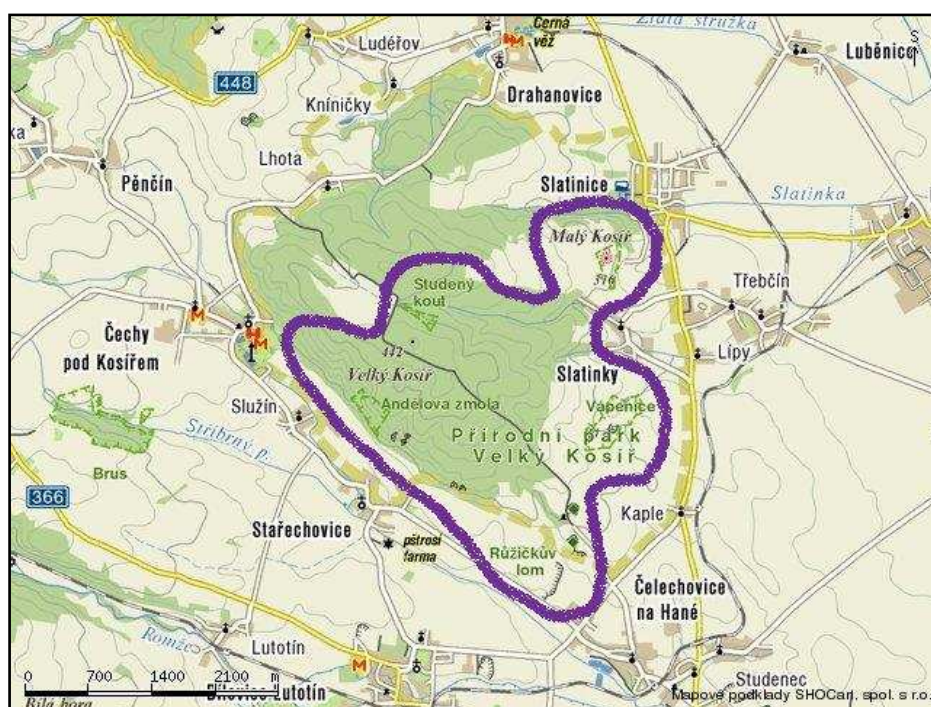 Zlatá stružka
Černá
věž
S
Luděřov
Luběnice
448
Kníničky
Drahanovice
Lhota
Pěnčín
Slatinice
Slatinka
Malý Kosíř
Studený
kout
Třebčín
Čechy
pod Kosířem
442
Velký Kosíř
Lípy
Slatinky
Andělova zmola
Služín
Vápenice
Stříbrný p.
Přírodní park
Velký Kosíř
Brus
366
Kaple
Stařechovice
pštrosí
farma
Růžičkův
lom
Čelechovice
na Hané
Romže
Lutotín
0 700 1400 2100 m
Lutotín
Studenec
Mapové podklady SHOCart, spol. s r.o.
Bílá hora